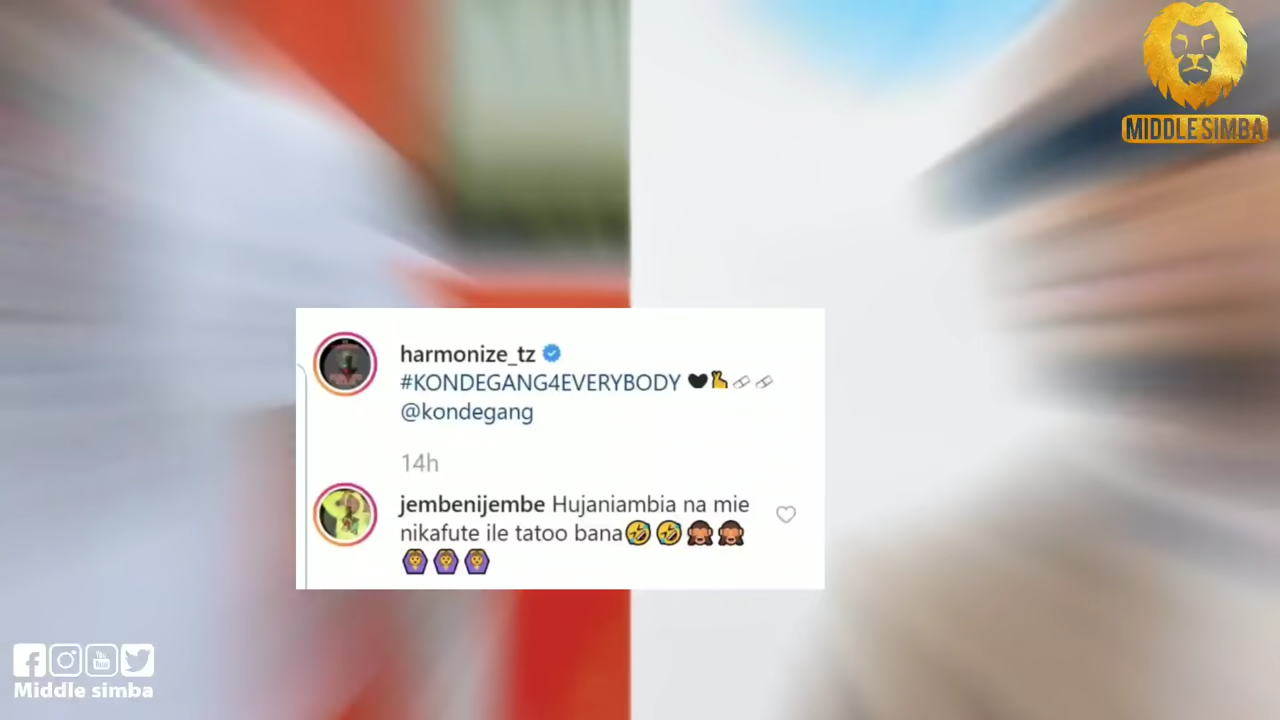 MIDDLE SIMBA
harmonize_tz
#KONDEGANG4EVERYBODY 🖤🫰🔗🔗
@kondegang
14h
jembenijembe Hujaniambia na mie
nikafute ile tatoo bana🤣🤣🙈🙈
🙆🙆🙆
Middle simba